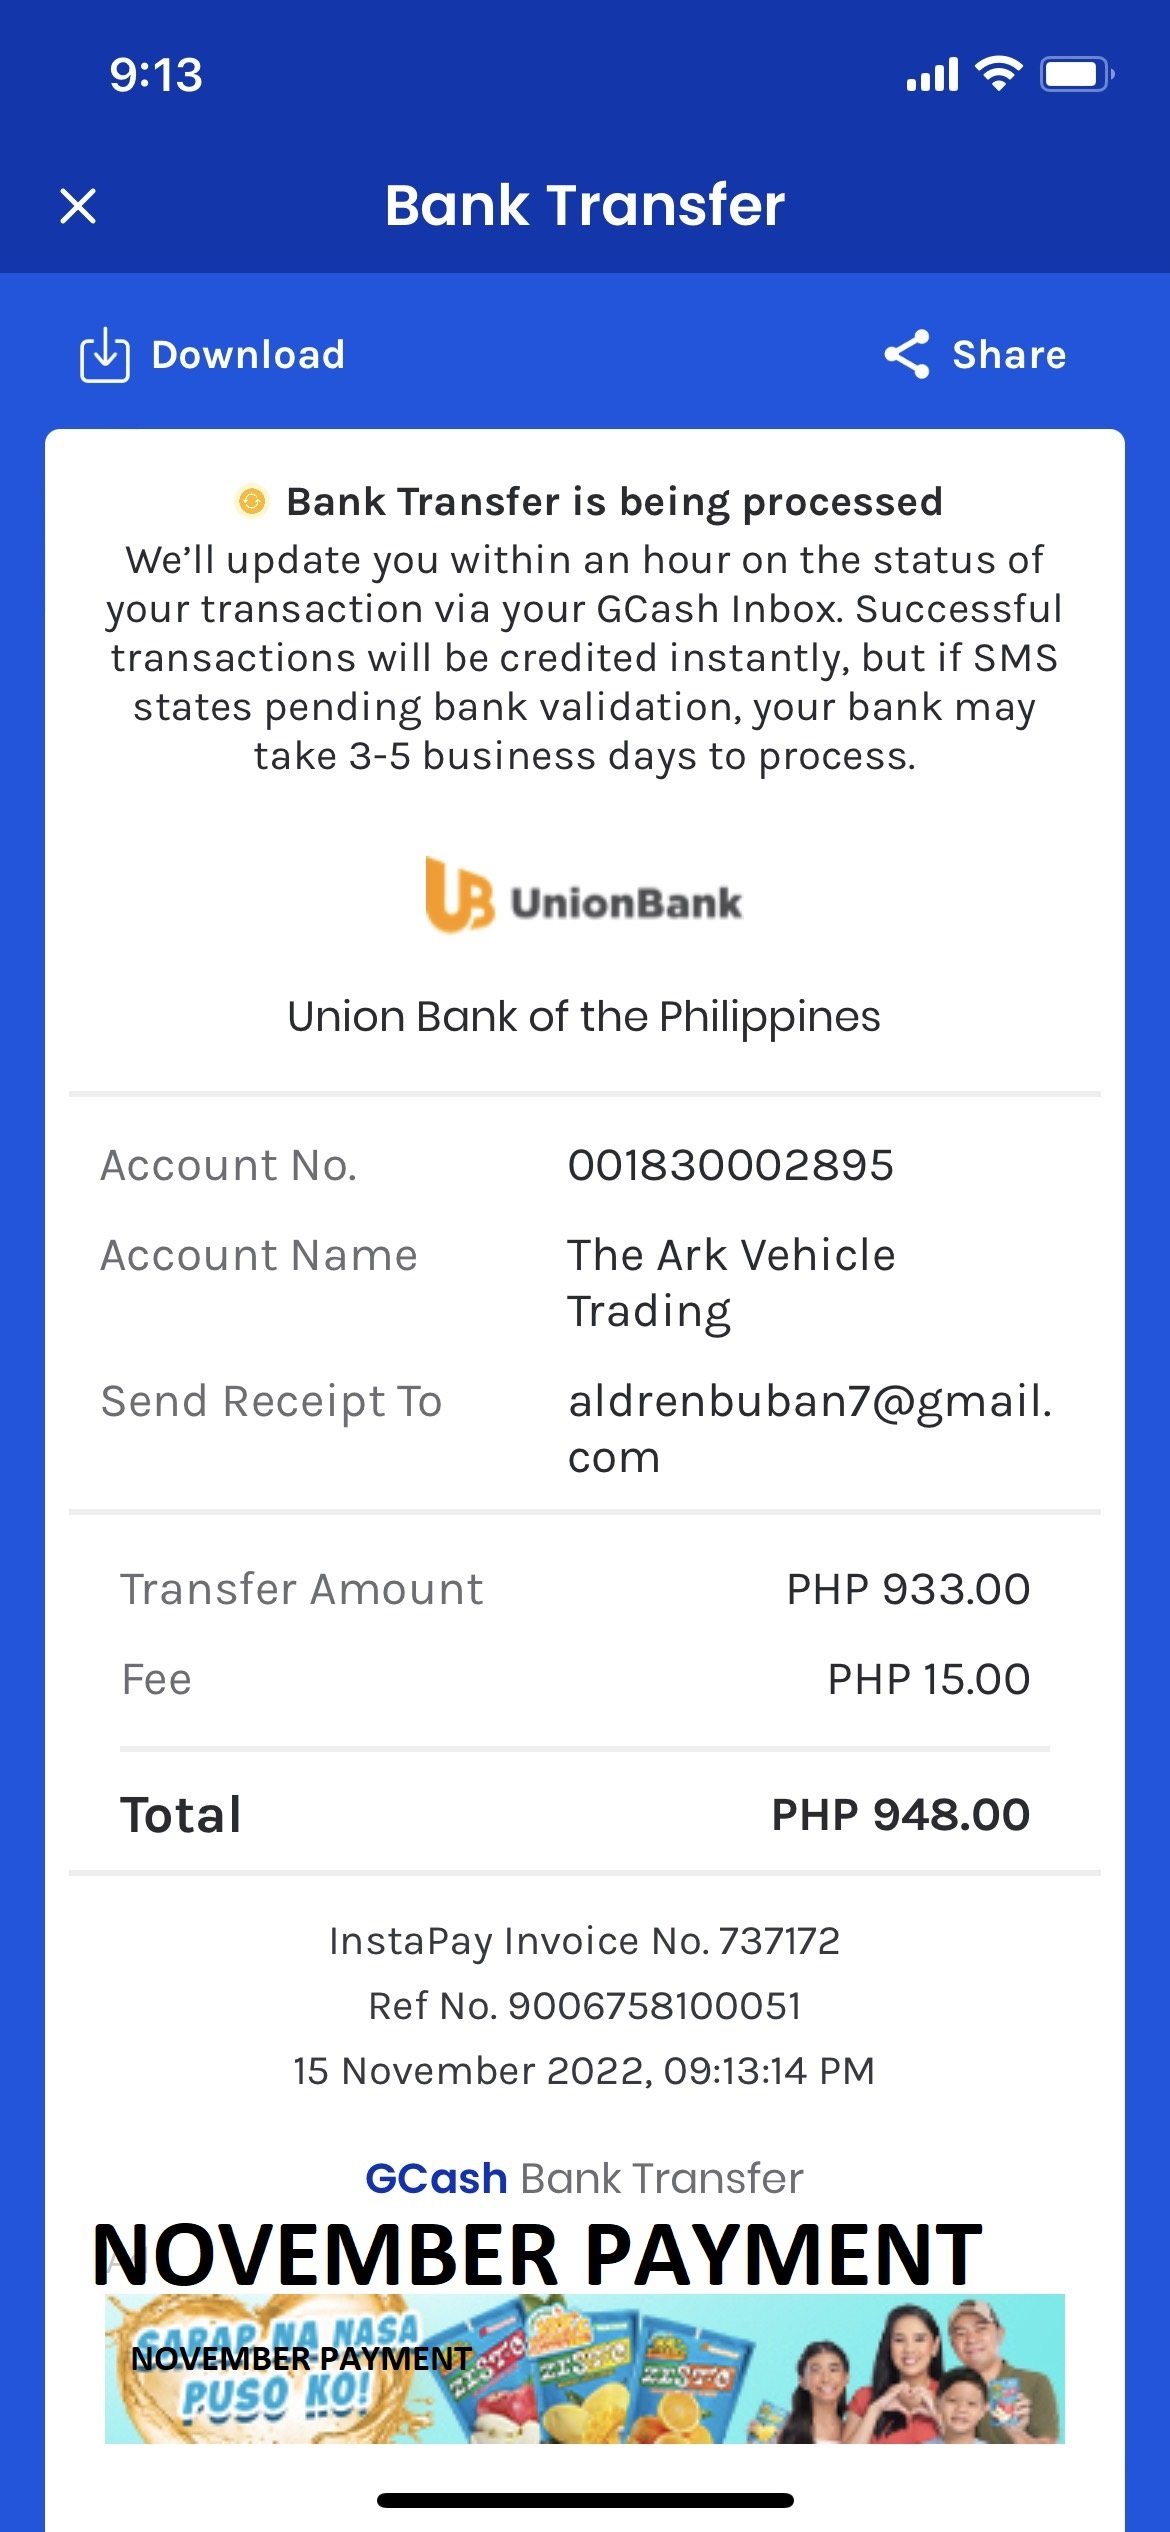 9:13
Bank Transfer
Download
Share
Bank Transfer is being processed
We'll update you within an hour on the status of
your transaction via your GCash Inbox. Successful
transactions will be credited instantly, but if SMS
states pending bank validation, your bank may
take 3-5 business days to process.
UB UnionBank
Union Bank of the Philippines
Account No. 001830002895
Account Name The Ark Vehicle
Trading
Send Receipt To aldrenbuban7@gmail.
com
Transfer Amount PHP 933.00
Fee PHP 15.00
Total PHP 948.00
InstaPay Invoice No. 737172
Ref No. 9006758100051
15 November 2022, 09:13:14 PM
GCash Bank Transfer
NOVEMBER PAYMENT
SARAP NA NASA
NOVEMBER PAYMENT
PUSO KO!
ZESTO
ZESTO
ZESTO